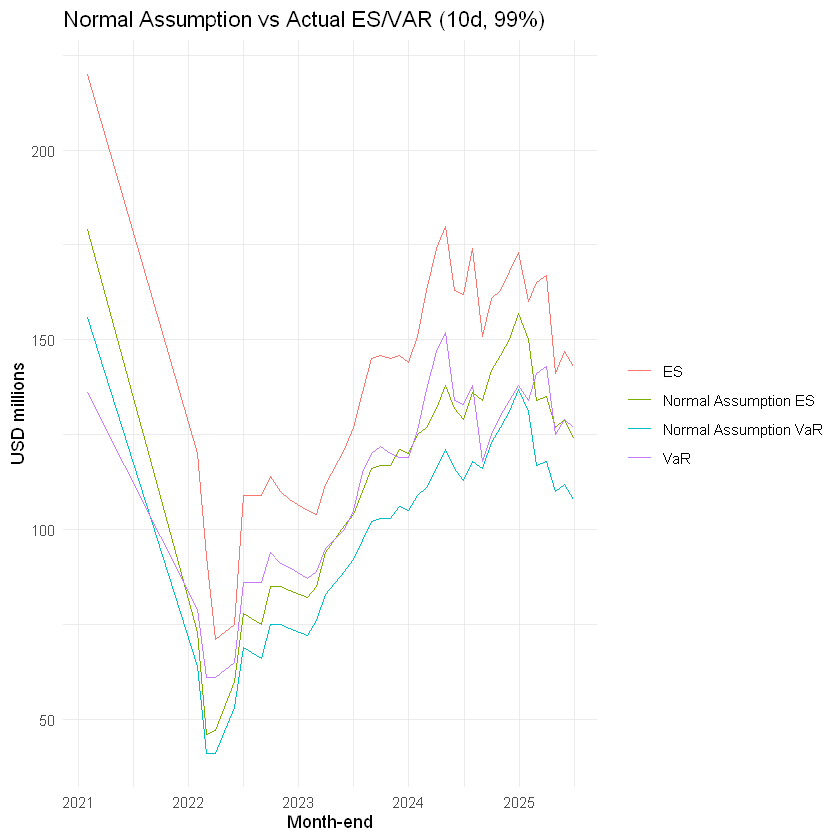 Normal Assumption vs Actual ES/VAR (10d, 99%)
USD millions
200
150
100
50
2021 2022 2023 2024 2025
Month-end
ES
Normal Assumption ES
Normal Assumption VaR
VaR